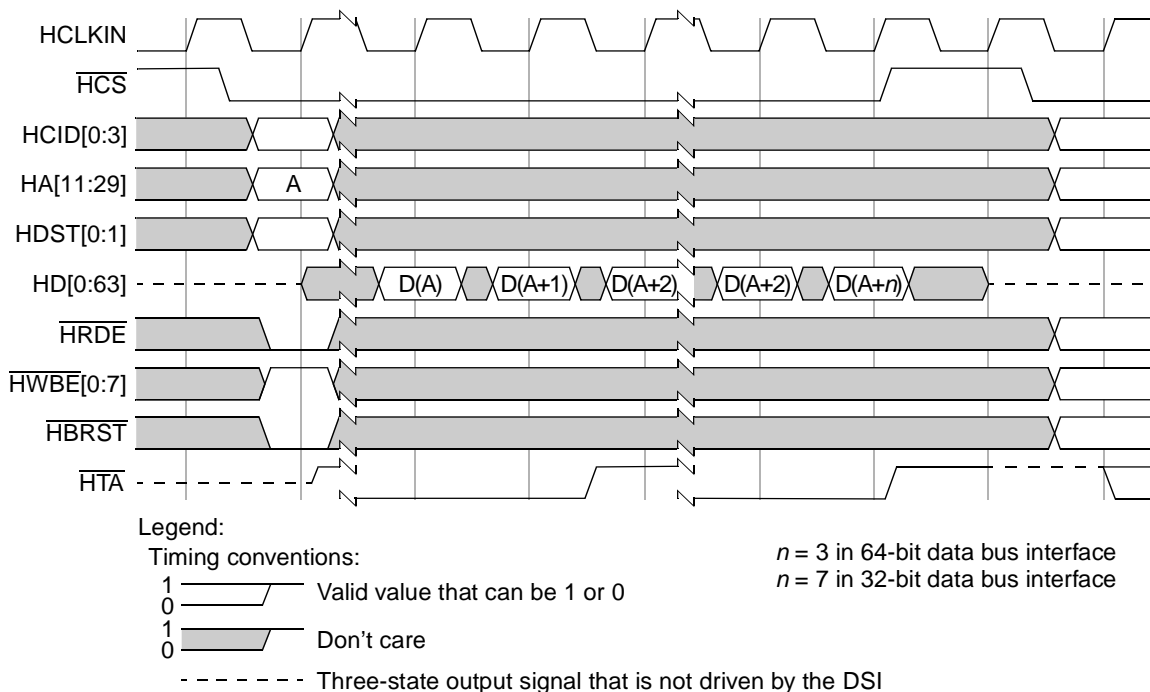 HCLKIN
HCS
HCID[0:3]
HA[11:29] A
HDST[0:1]
HD[0:63] D(A) D(A+1) D(A+2) D(A+2) D(A+n)
HRDE
HWBE[0:7]
HBRST
HTA
Legend:
Timing conventions:
n = 3 in 64-bit data bus interface
n = 7 in 32-bit data bus interface
1
0
Valid value that can be 1 or 0
1
0
Don't care
Three-state output signal that is not driven by the DSI